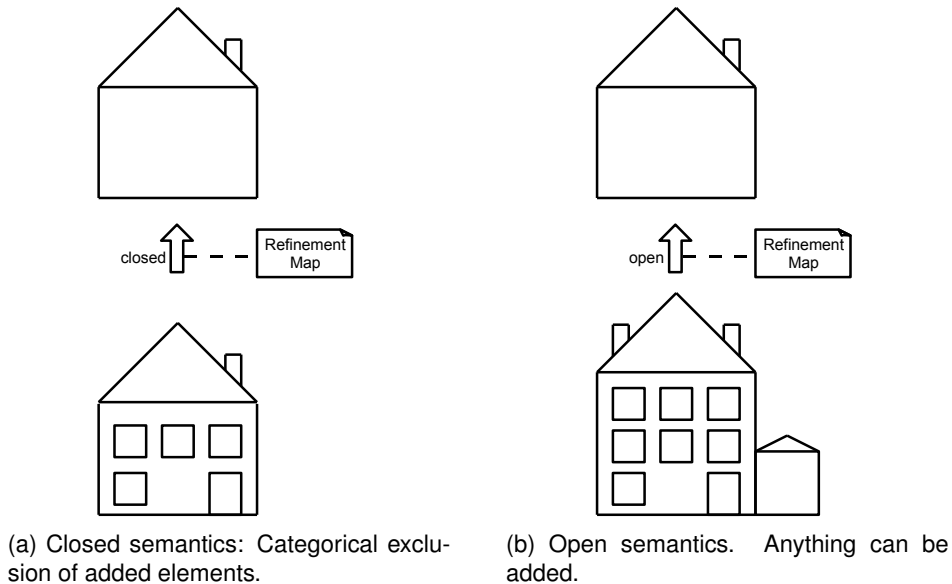 closed
Refinement
Map
open
Refinement
Map
(a) Closed semantics: Categorical exclu-
sion of added elements.
(b) Open semantics. Anything can be
added.